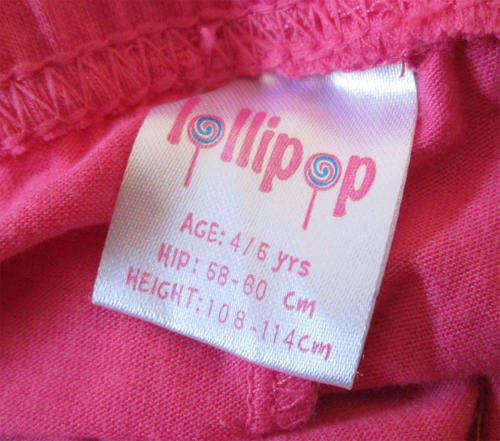 lollipop
AGE: 4/5 yrs
HIP: 58-60 cm
HEIGHT: 108-114cm